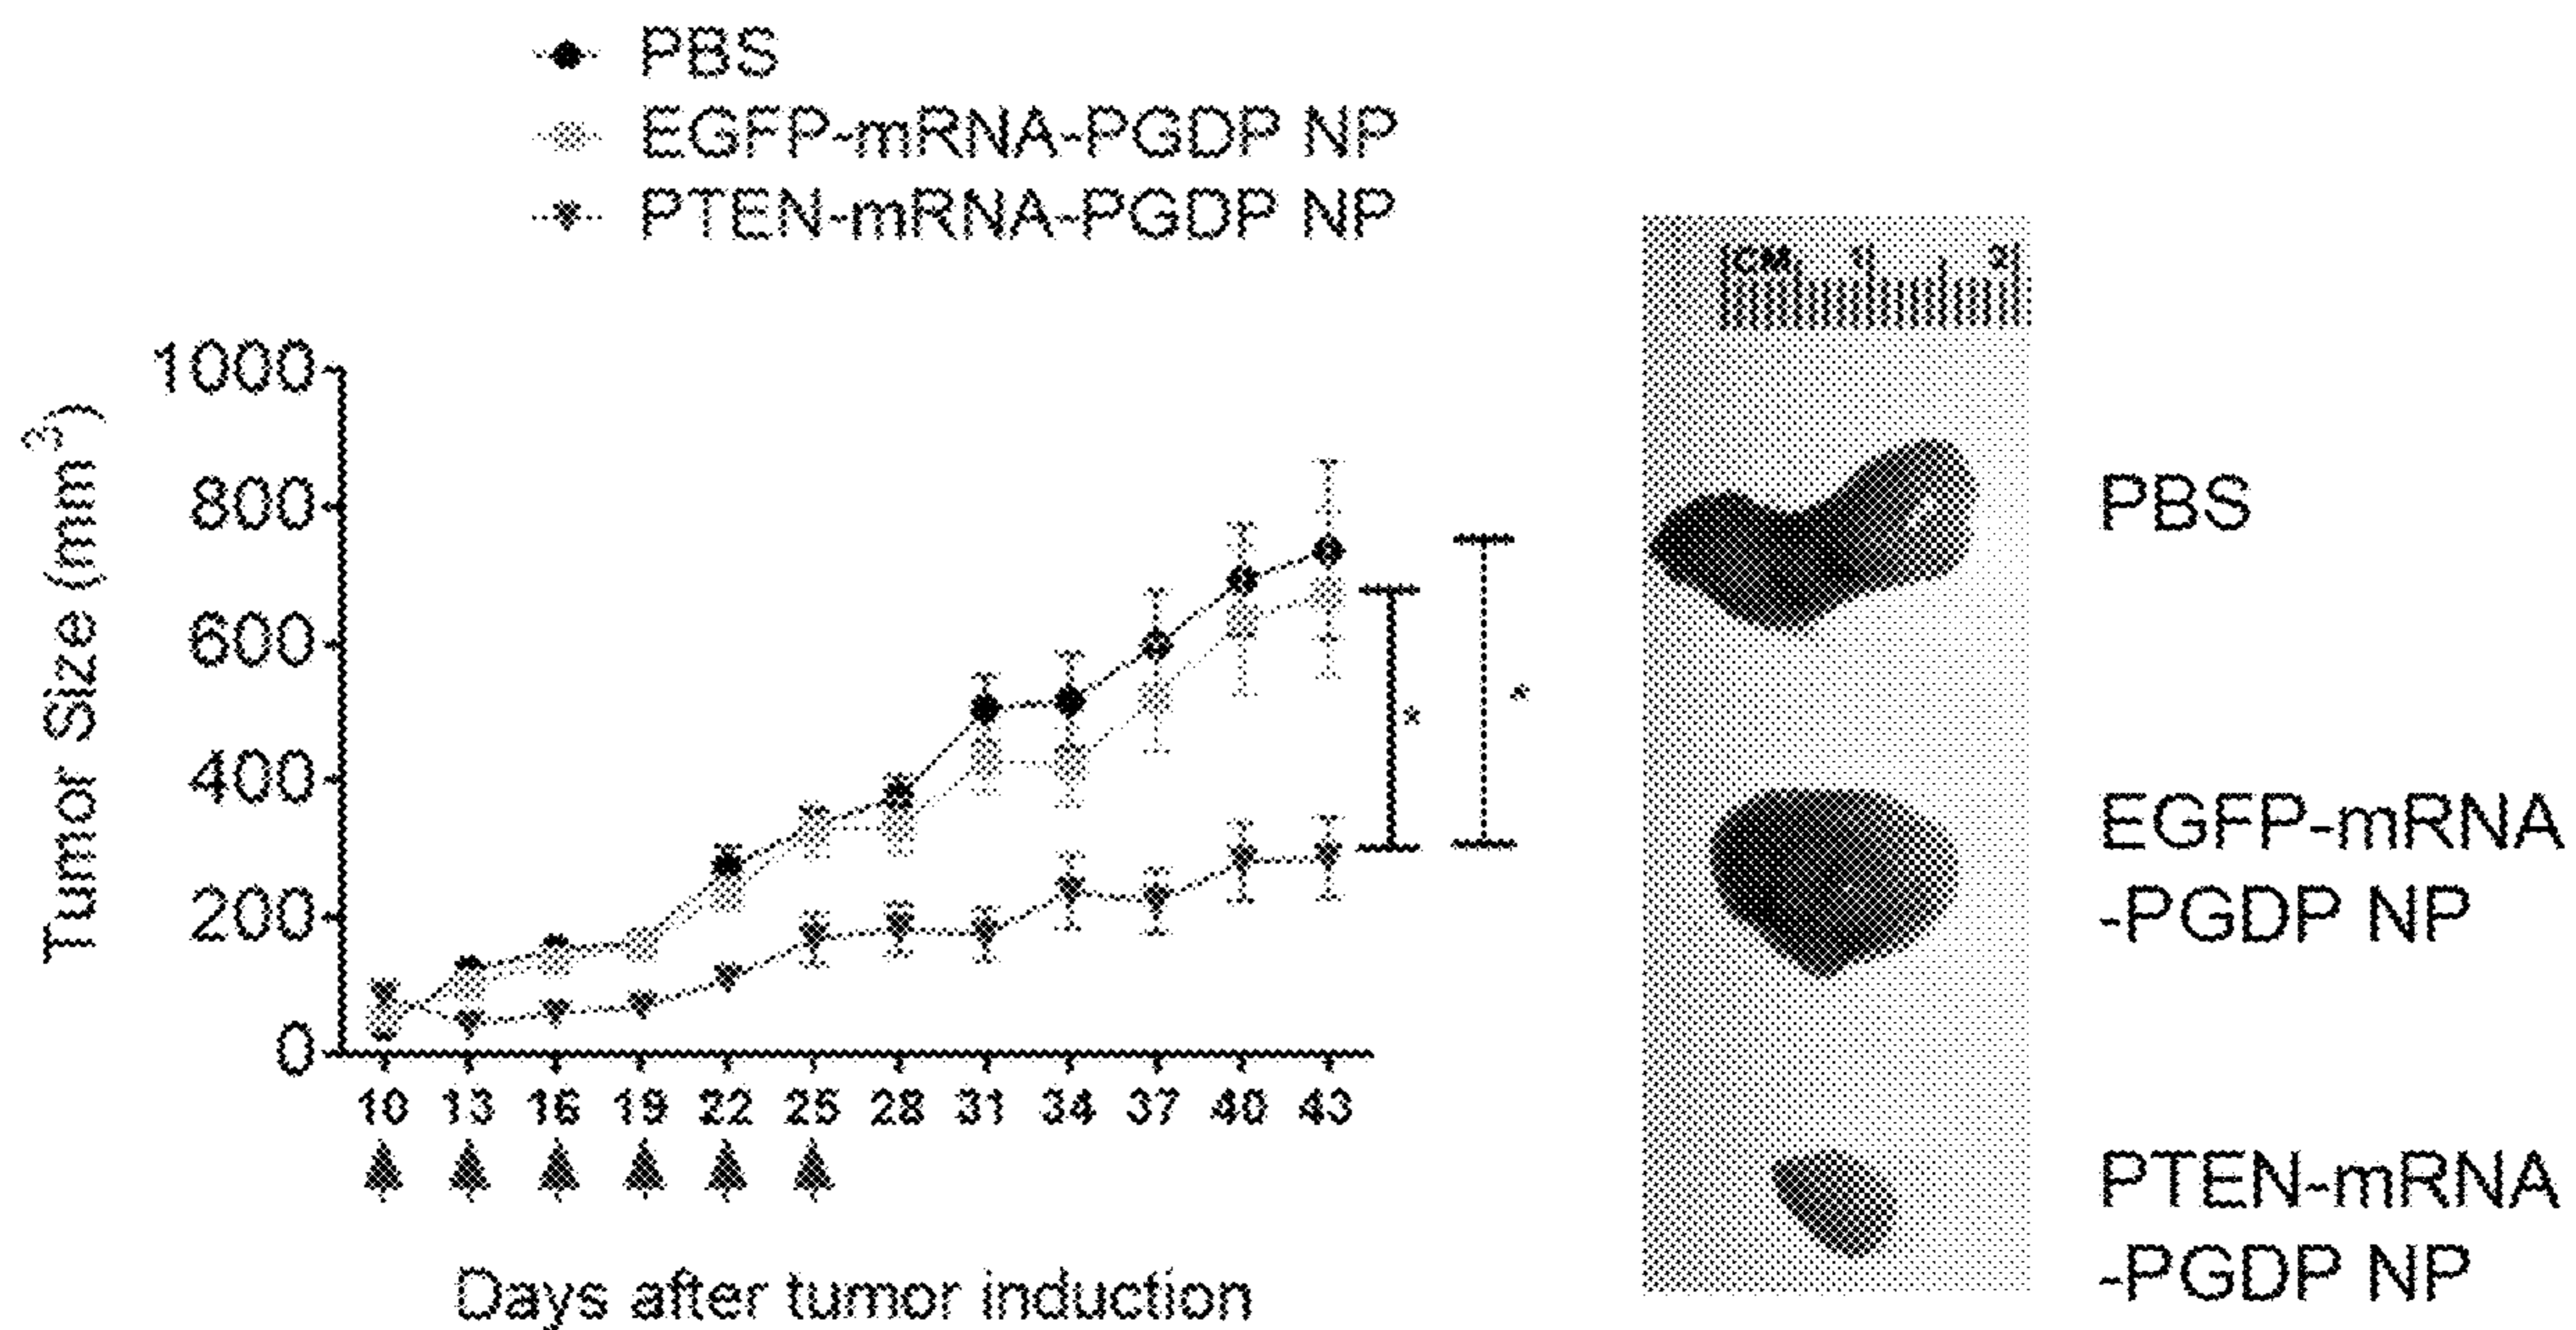 PBS
EGFP-mRNA-PGDP NP
PTEN-mRNA-PGDP NP
CM 1 2
1000
800
600
400
200
0
Tumor Size (mm³)
10 13 16 19 22 25 28 31 34 37 40 43
Days after tumor induction
*
*
PBS
EGFP-mRNA
-PGDP NP
PTEN-mRNA
-PGDP NP